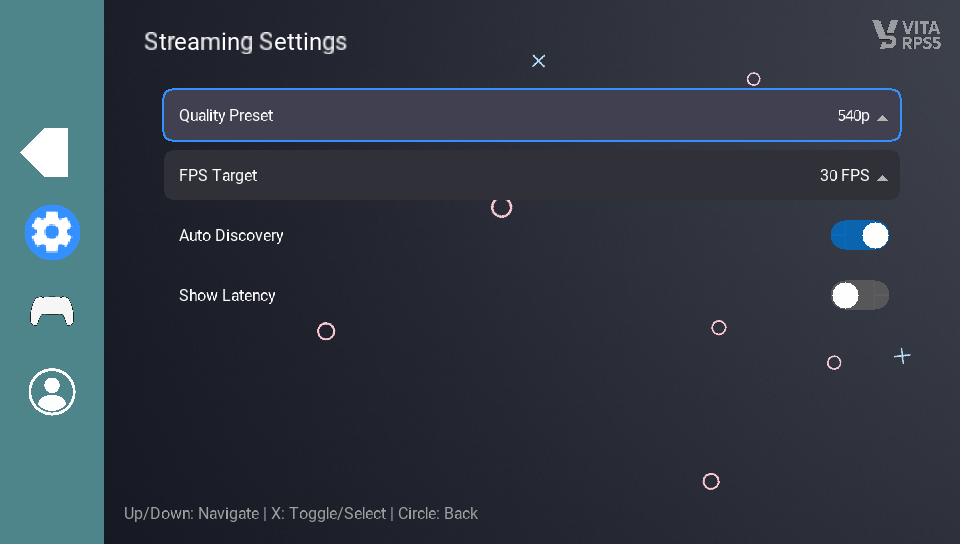 Streaming Settings
VITA
RPS5
Quality Preset 540p
FPS Target 30 FPS
Auto Discovery
Show Latency
Up/Down: Navigate | X: Toggle/Select | Circle: Back